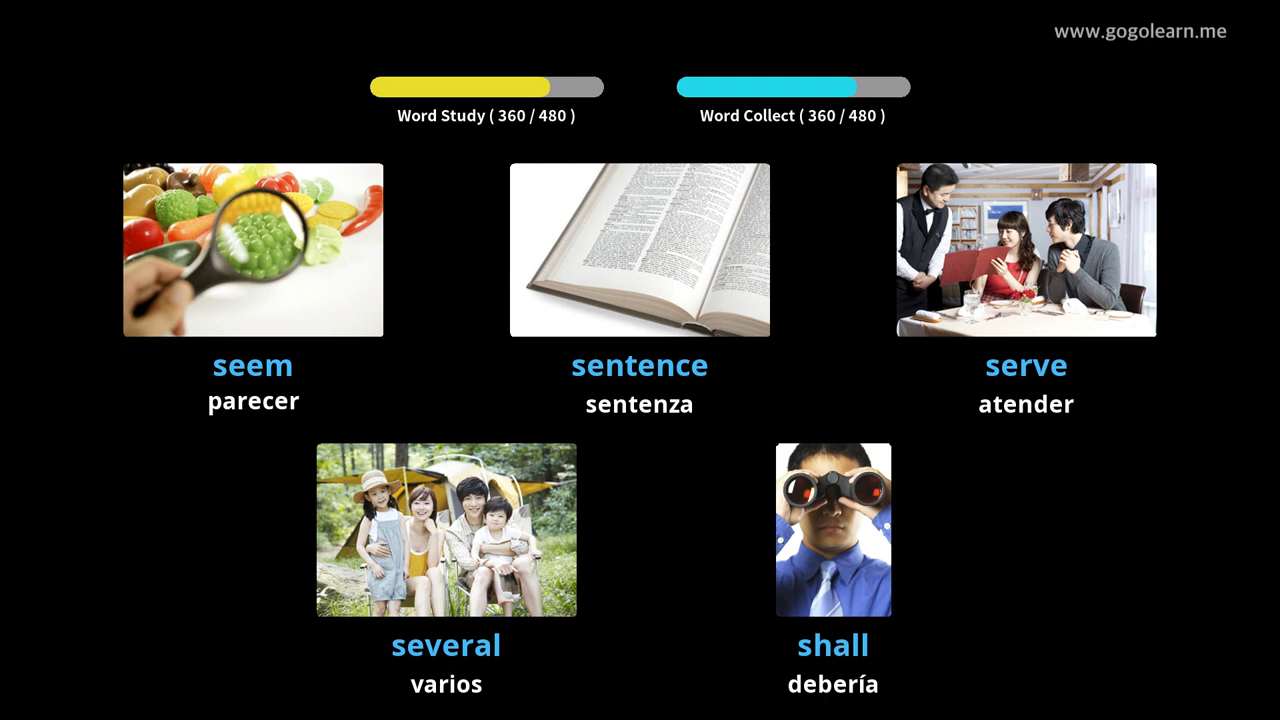 www.gogolearn.me
Word Study ( 360 / 480 )
Word Collect ( 360 / 480 )
seem
parecer
sentence
sentenza
serve
atender
several
varios
shall
debería